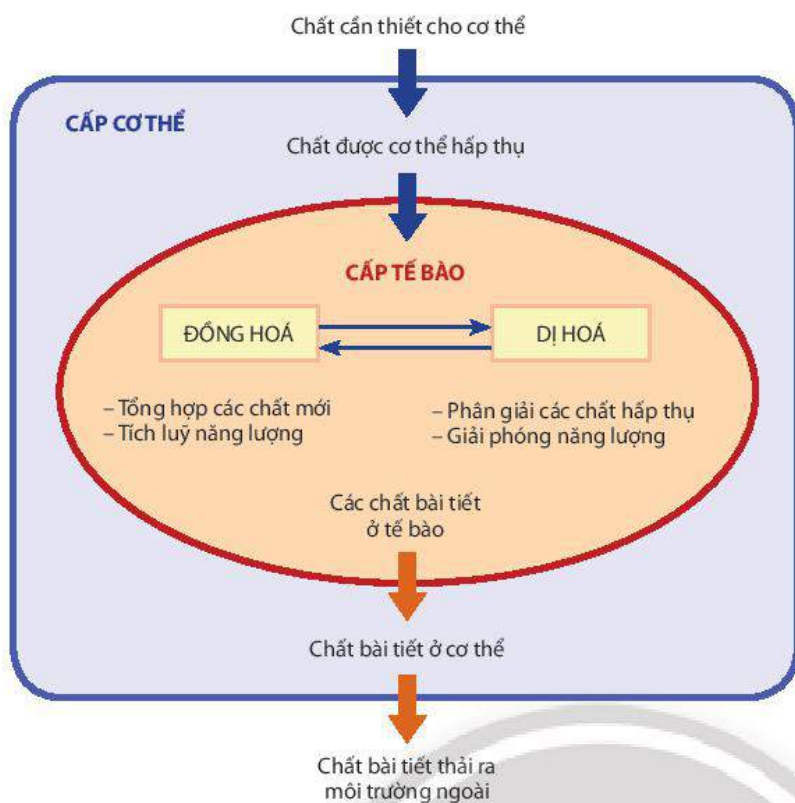 Chất cần thiết cho cơ thể
CẤP CƠ THỂ
Chất được cơ thể hấp thụ
CẤP TẾ BÀO
ĐỒNG HOÁ
DỊ HOÁ
– Tổng hợp các chất mới
– Tích luỹ năng lượng
– Phân giải các chất hấp thụ
– Giải phóng năng lượng
Các chất bài tiết
ở tế bào
Chất bài tiết ở cơ thể
Chất bài tiết thải ra
môi trường ngoài